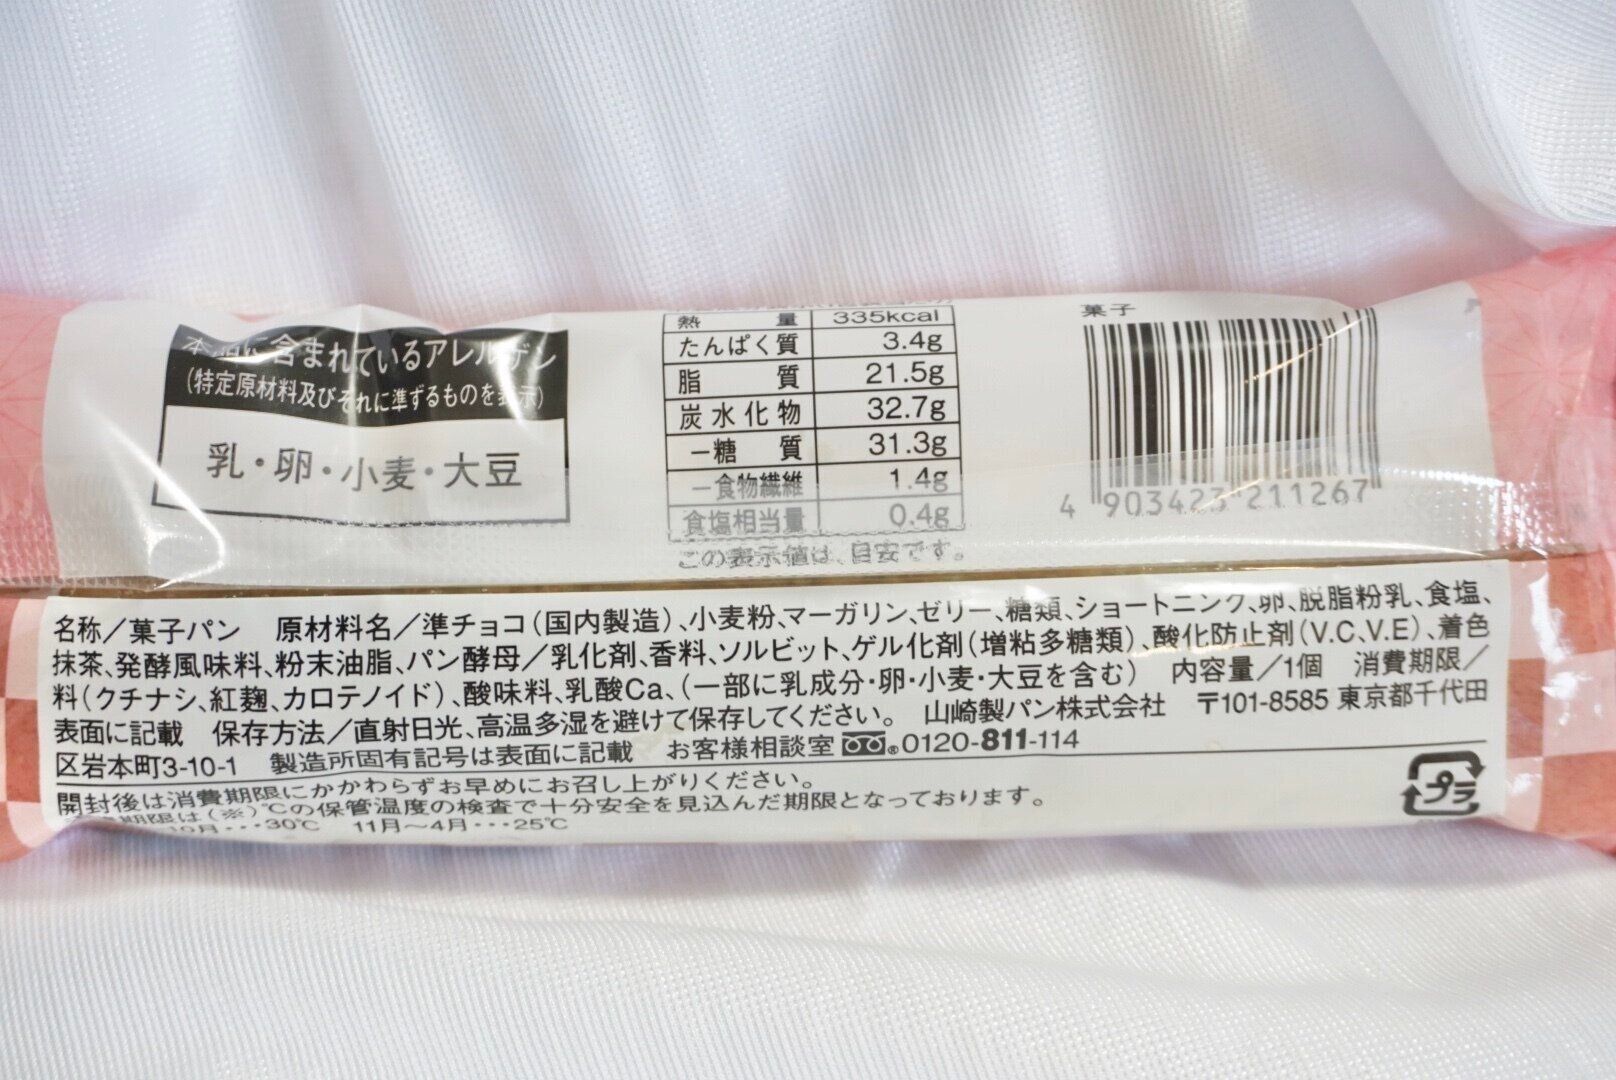 本品に含まれているアレルゲン
(特定原材料及びそれに準ずるものを表示)
乳・卵・小麦・大豆
熱量 335kcal
たんぱく質 3.4g
脂質 21.5g
炭水化物 32.7g
−糖質 31.3g
−食物繊維 1.4g
食塩相当量 0.4g
この表示値は、目安です。
菓子
4 903423 211267
名称/菓子パン 原材料名/準チョコ(国内製造)、小麦粉、マーガリン、ゼリー、糖類、ショートニング、卵、脱脂粉乳、食塩、
抹茶、発酵風味料、粉末油脂、パン酵母/乳化剤、香料、ソルビット、ゲル化剤(増粘多糖類)、酸化防止剤(V.C、V.E)、着色
料(クチナシ、紅麹、カロテノイド)、酸味料、乳酸Ca、(一部に乳成分・卵・小麦・大豆を含む) 内容量/1個 消費期限/
表面に記載 保存方法/直射日光、高温多湿を避けて保存してください。 山崎製パン株式会社 〒101-8585 東京都千代田
区岩本町3-10-1 製造所固有記号は表面に記載 お客様相談室 0120-811-114
開封後は消費期限にかかわらずお早めにお召し上がりください。
期限は(※)℃の保管温度の検査で十分安全を見込んだ期限となっております。
10月・・・30℃ 11月〜4月・・・25℃
プラ